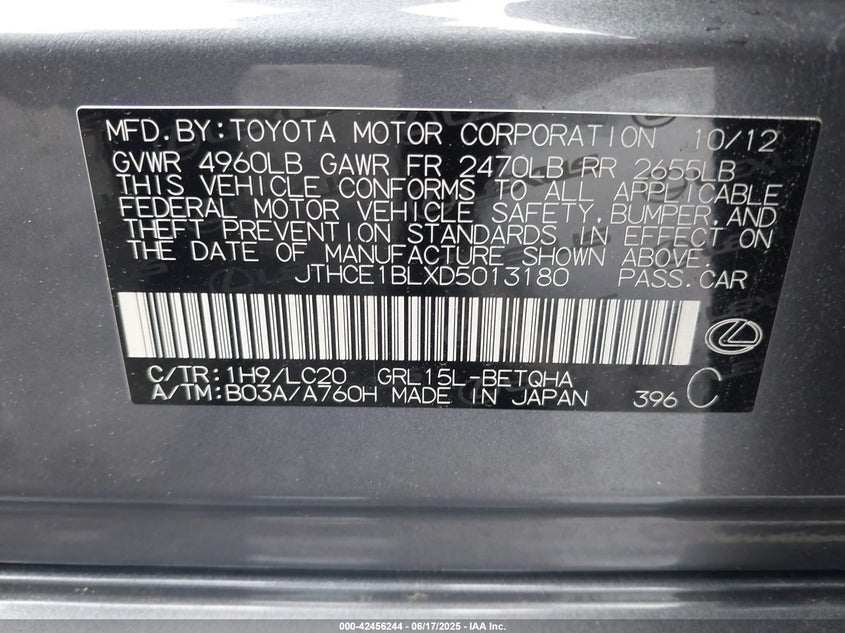 MFD.BY:TOYOTA MOTOR CORPORATION 10/12
GVWR 4960LB GAWR FR 2470LB RR 2655LB
THIS VEHICLE CONFORMS TO ALL APPLICABLE
FEDERAL MOTOR VEHICLE SAFETY,BUMPER,AND
THEFT PREVENTION STANDARDS IN EFFECT ON
THE DATE OF MANUFACTURE SHOWN ABOVE.
JTHCE1BLXD5013180 PASS.CAR
C/TR:1H9/LC20 GRL15L-BETQHA
A/TM:B03A/A760H MADE IN JAPAN 396 C
000-42456244 - 06/17/2025 - IAA Inc.